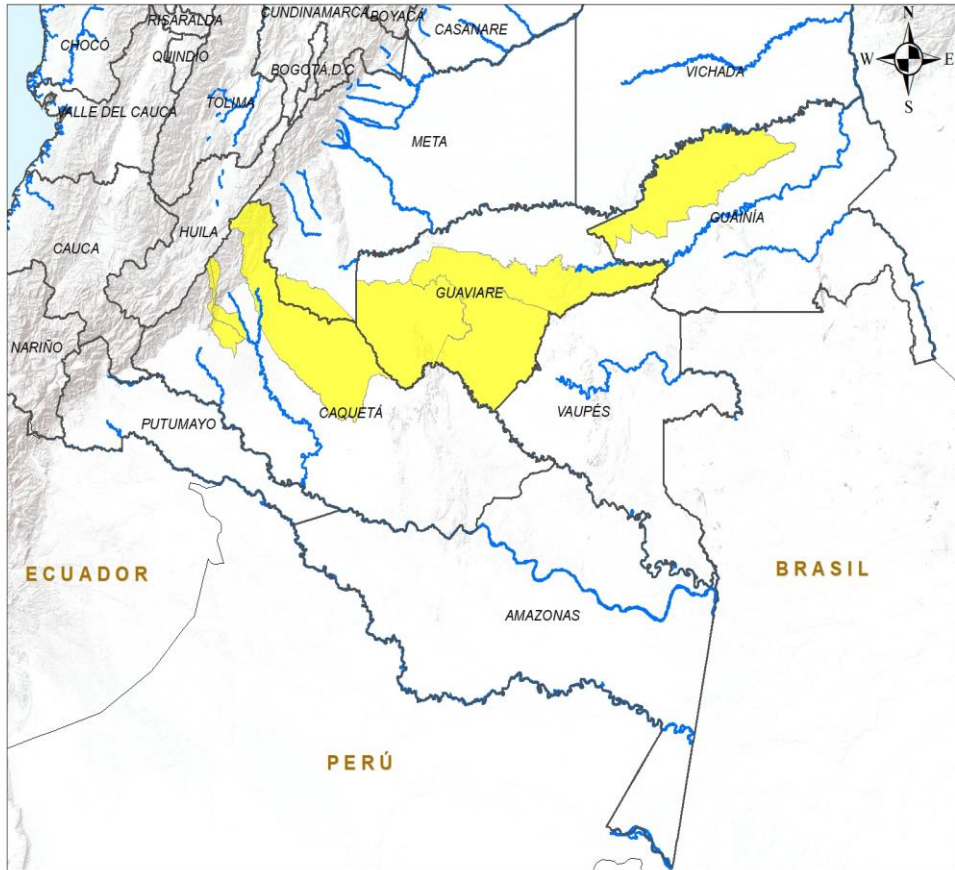 CUNDINAMARCA
BOYACÁ
RISARALDA
CASANARE
N
CHOCÓ
QUINDIO
W
E
BOGOTÁ,D.C
VICHADA
S
TOLIMA
VALLE DEL CAUCA
META
GUAINÍA
HUILA
CAUCA
GUAVIARE
NARIÑO
CAQUETÁ
VAUPÉS
PUTUMAYO
ECUADOR
BRASIL
AMAZONAS
PERÚ